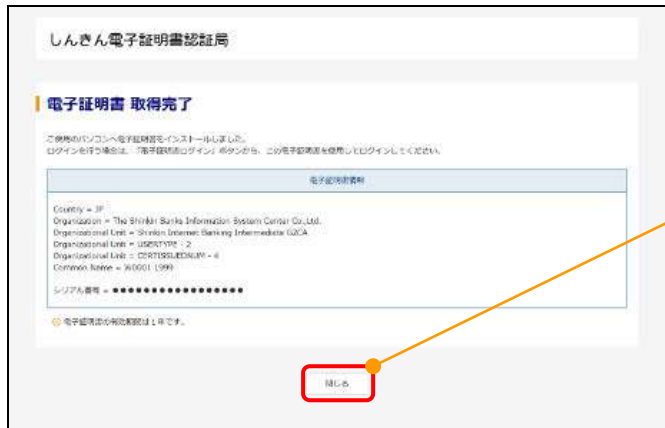 しんきん電子証明書認証局
電子証明書 取得完了
ご使用のパソコンへ電子証明書をインストールしました。
ログインを行う場合は、「電子証明書ログイン」ボタンから、この電子証明書を使用してログインしてください。
電子証明書情報
Country = JP
Organization = The Shinkin Banks Information System Center Co.,Ltd.
Organizational Unit = Shinkin Internet Banking Intermediate G2CA
Organizational Unit = USERTYPE - 2
Organizational Unit = CERTISSUEDNUM - 4
Common Name = W0001 1999
シリアル番号 = ●●●●●●●●●●●●●●●●●
電子証明書の有効期間は1年です。
閉じる